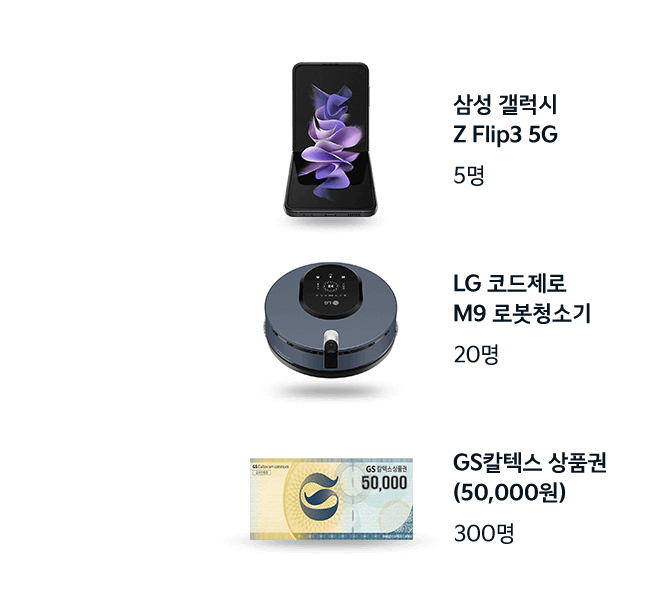 삼성 갤럭시
Z Flip3 5G
5명
LG
LG 코드제로
M9 로봇청소기
20명
GS칼텍스 상품권
50,000
GS칼텍스 상품권
(50,000원)
300명